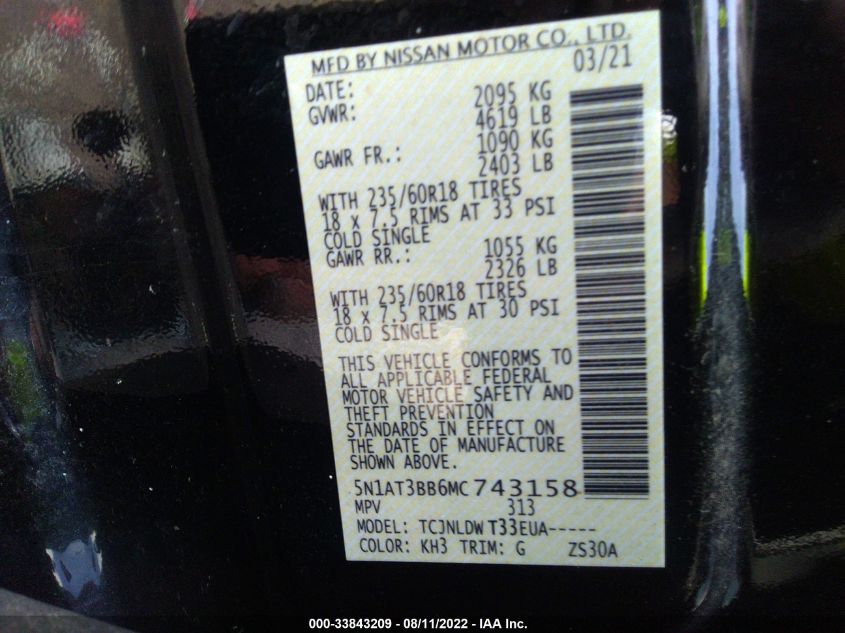 MFD BY NISSAN MOTOR CO., LTD.
DATE: 03/21
GVWR: 2095 KG
4619 LB
GAWR FR.: 1090 KG
2403 LB
WITH 235/60R18 TIRES
18 x 7.5 RIMS AT 33 PSI
COLD SINGLE
GAWR RR.: 1055 KG
2326 LB
WITH 235/60R18 TIRES
18 x 7.5 RIMS AT 30 PSI
COLD SINGLE
THIS VEHICLE CONFORMS TO
ALL APPLICABLE FEDERAL
MOTOR VEHICLE SAFETY AND
THEFT PREVENTION
STANDARDS IN EFFECT ON
THE DATE OF MANUFACTURE
SHOWN ABOVE.
5N1AT3BB6MC743158
MPV 313
MODEL: TCJNLDW T33EUA-----
COLOR: KH3 TRIM: G ZS30A
000-33843209 - 08/11/2022 - IAA Inc.